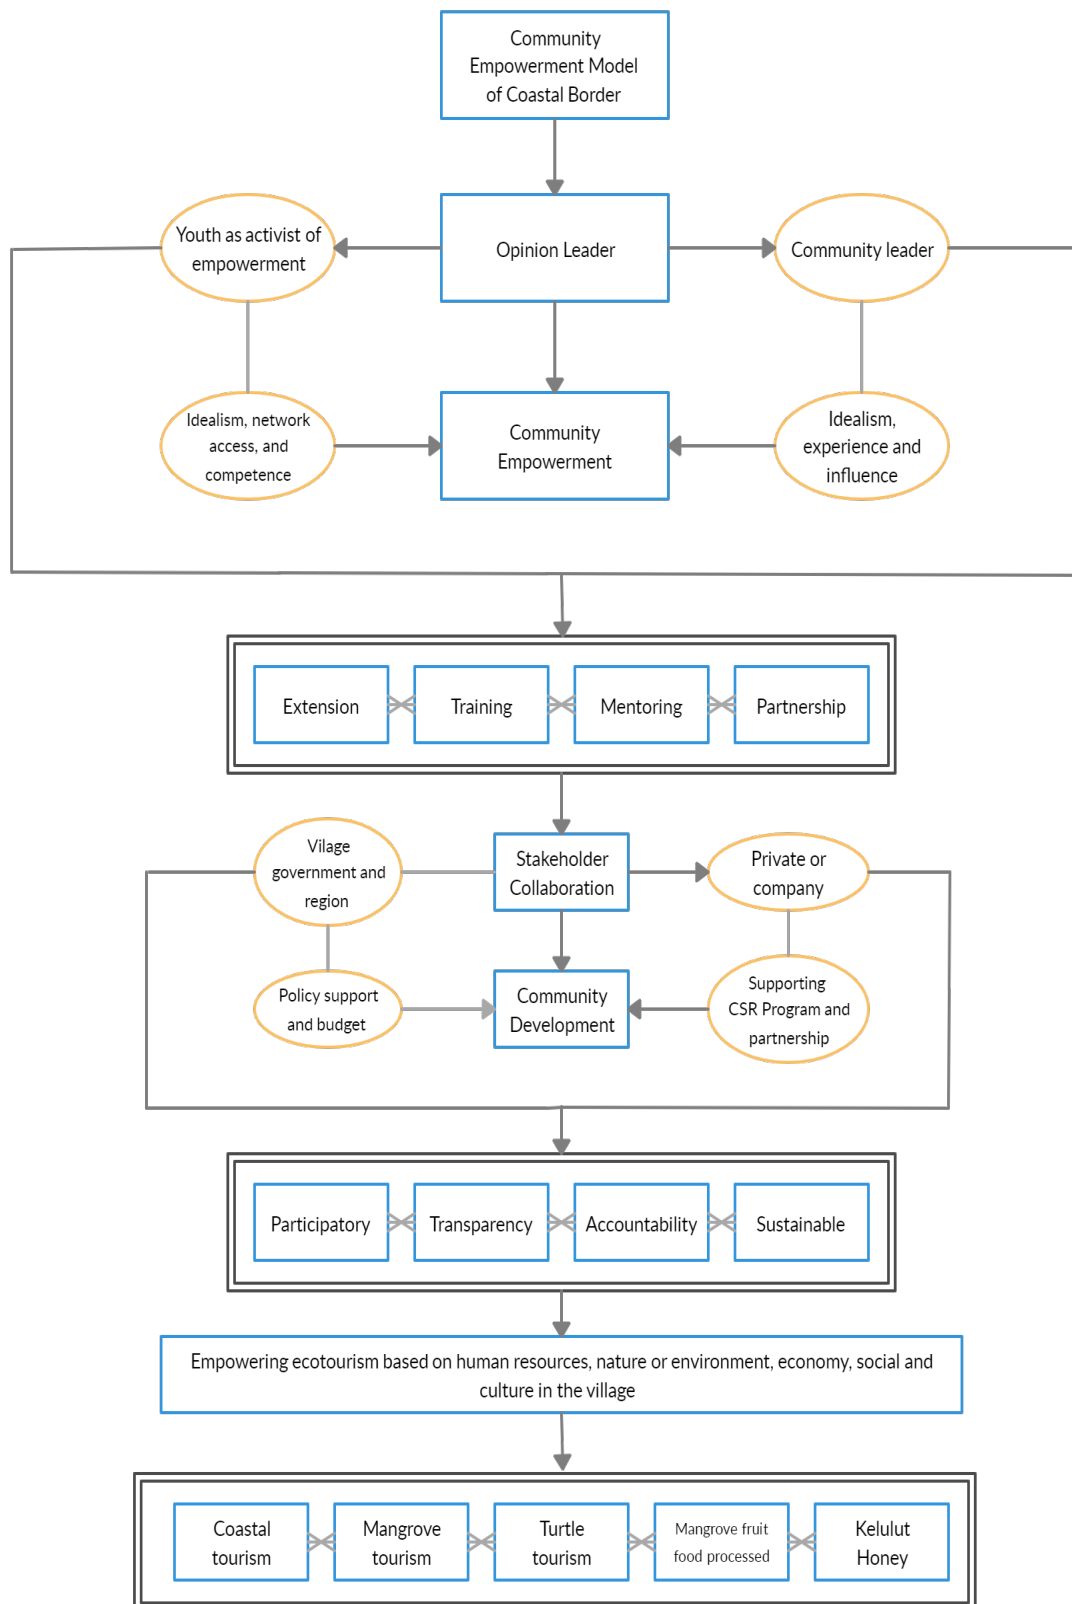 Community
Empowerment Model
of Coastal Border
Youth as activist of
empowerment
Opinion Leader
Community leader
Idealism, network
access, and
competence
Community
Empowerment
Idealism,
experience and
influence
Extension
Training
Mentoring
Partnership
Vilage
government and
region
Stakeholder
Collaboration
Private or
company
Policy support
and budget
Community
Development
Supporting
CSR Program and
partnership
Participatory
Transparency
Accountability
Sustainable
Empowering ecotourism based on human resources, nature or environment, economy, social and
culture in the village
Coastal
tourism
Mangrove
tourism
Turtle
tourism
Mangrove fruit
food processed
Kelulut
Honey